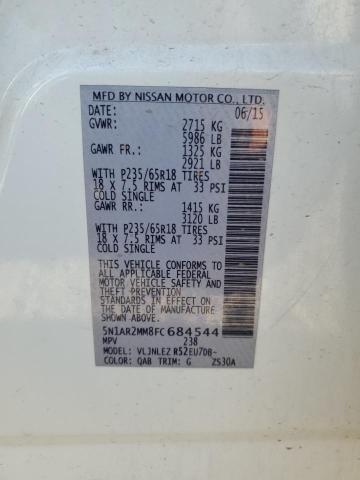 MFD BY NISSAN MOTOR CO., LTD.
DATE: 06/15
GVWR: 2715 KG
5986 LB
GAWR FR.: 1325 KG
2921 LB
WITH P235/65R18 TIRES
18 X 7.5 RIMS AT 33 PSI
COLD SINGLE
GAWR RR.: 1415 KG
3120 LB
WITH P235/65R18 TIRES
18 X 7.5 RIMS AT 33 PSI
COLD SINGLE
THIS VEHICLE CONFORMS TO ALL
APPLICABLE FEDERAL
MOTOR VEHICLE SAFETY
AND THEFT PREVENTION
STANDARDS IN EFFECT ON THE
DATE OF MANUFACTURE SHOWN
ABOVE.
5N1AR2MM8FC684544
MPV 238
VLJNLEZ R52EU7DB-
COLOR: QAB TRIM: G ZS30A